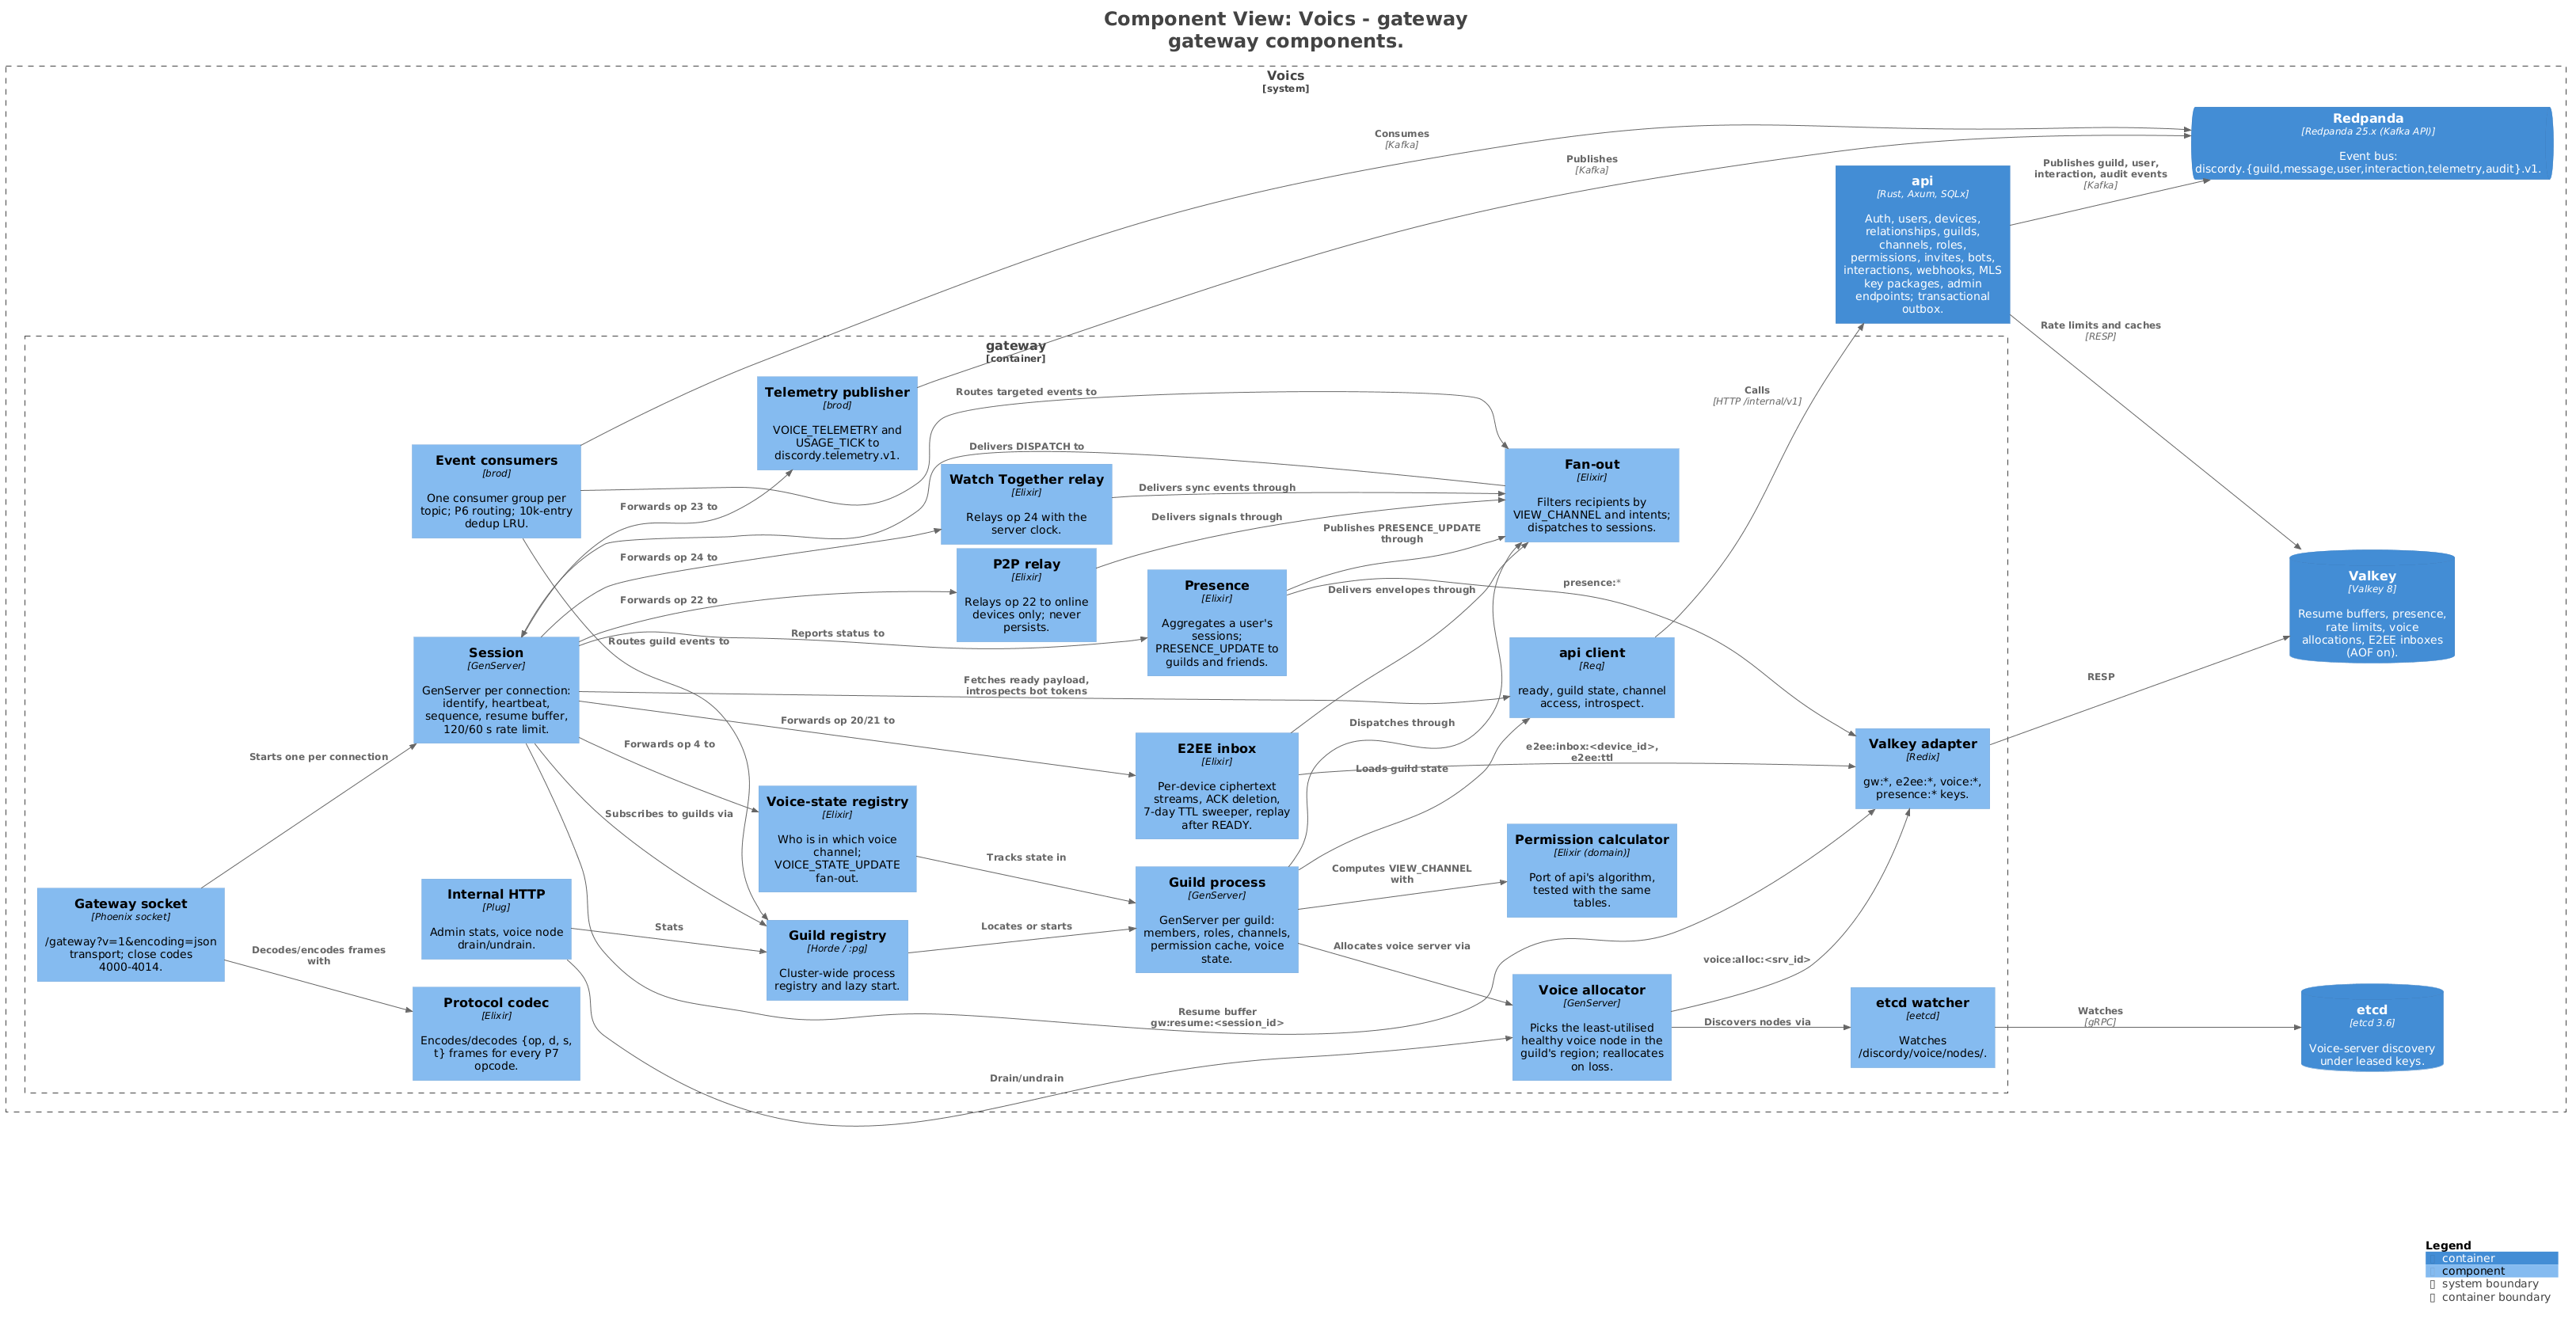 Component View: Voics - gateway
gateway components.
Voics
[system]
Redpanda
[Redpanda 25.x (Kafka API)]
Event bus:
discordy.{guild,message,user,interaction,telemetry,audit}.v1.
Consumes
[Kafka]
Publishes
[Kafka]
Publishes guild, user,
interaction, audit events
[Kafka]
api
[Rust, Axum, SQLx]
Auth, users, devices,
relationships, guilds,
channels, roles,
permissions, invites, bots,
interactions, webhooks, MLS
key packages, admin
endpoints; transactional
outbox.
Rate limits and caches
[RESP]
gateway
[container]
Telemetry publisher
[brod]
VOICE_TELEMETRY and
USAGE_TICK to
discordy.telemetry.v1.
Routes targeted events to
Calls
[HTTP /internal/v1]
Event consumers
[brod]
One consumer group per
topic; P6 routing; 10k-entry
dedup LRU.
Delivers DISPATCH to
Fan-out
[Elixir]
Filters recipients by
VIEW_CHANNEL and intents;
dispatches to sessions.
Watch Together relay
[Elixir]
Relays op 24 with the
server clock.
Delivers sync events through
Forwards op 23 to
Delivers signals through
Publishes PRESENCE_UPDATE
through
Forwards op 24 to
P2P relay
[Elixir]
Relays op 22 to online
devices only; never
persists.
Presence
[Elixir]
Aggregates a user's
sessions;
PRESENCE_UPDATE to
guilds and friends.
Delivers envelopes through
presence:*
Valkey
[Valkey 8]
Resume buffers, presence,
rate limits, voice
allocations, E2EE inboxes
(AOF on).
Forwards op 22 to
Reports status to
Routes guild events to
Session
[GenServer]
GenServer per connection:
identify, heartbeat,
sequence, resume buffer,
120/60 s rate limit.
api client
[Req]
ready, guild state, channel
access, introspect.
Fetches ready payload,
introspects bot tokens
RESP
Forwards op 20/21 to
Dispatches through
Forwards op 4 to
Starts one per connection
E2EE inbox
[Elixir]
Per-device ciphertext
streams, ACK deletion,
7-day TTL sweeper, replay
after READY.
e2ee:inbox:<device_id>,
e2ee:ttl
Loads guild state
Valkey adapter
[Redix]
gw:*, e2ee:*, voice:*,
presence:* keys.
Voice-state registry
[Elixir]
Who is in which voice
channel;
VOICE_STATE_UPDATE
fan-out.
Subscribes to guilds via
Tracks state in
Permission calculator
[Elixir (domain)]
Port of api's algorithm,
tested with the same
tables.
Computes VIEW_CHANNEL
with
Guild process
[GenServer]
GenServer per guild:
members, roles, channels,
permission cache, voice
state.
Gateway socket
[Phoenix socket]
/gateway?v=1&encoding=json
transport; close codes
4000-4014.
Internal HTTP
[Plug]
Admin stats, voice node
drain/undrain.
Stats
Guild registry
[Horde / :pg]
Cluster-wide process
registry and lazy start.
Locates or starts
Allocates voice server via
Decodes/encodes frames
with
voice:alloc:<srv_id>
Protocol codec
[Elixir]
Encodes/decodes {op, d, s,
t} frames for every P7
opcode.
Resume buffer
gw:resume:<session_id>
Voice allocator
[GenServer]
Picks the least-utilised
healthy voice node in the
guild's region; reallocates
on loss.
Discovers nodes via
etcd watcher
[eetcd]
Watches
/discordy/voice/nodes/.
Watches
[gRPC]
etcd
[etcd 3.6]
Voice-server discovery
under leased keys.
Drain/undrain
Legend
container
component
system boundary
container boundary